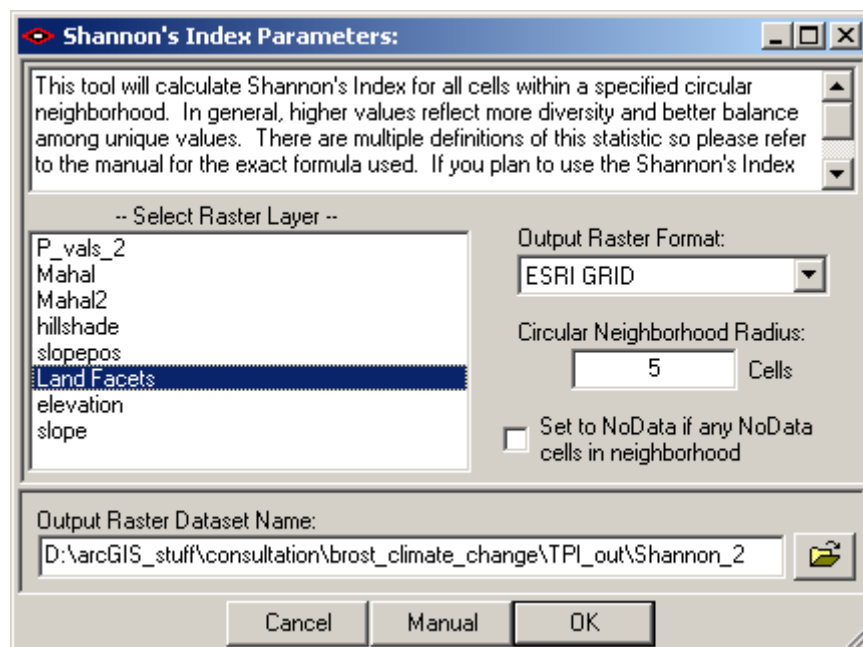 Shannon's Index Parameters:
This tool will calculate Shannon's Index for all cells within a specified circular
neighborhood. In general, higher values reflect more diversity and better balance
among unique values. There are multiple definitions of this statistic so please refer
to the manual for the exact formula used. If you plan to use the Shannon's Index
-- Select Raster Layer --
P_vals_2
Mahal
Mahal2
hillshade
slopepos
Land Facets
elevation
slope
Output Raster Format:
ESRI GRID
Circular Neighborhood Radius:
5 Cells
Set to NoData if any NoData
cells in neighborhood
Output Raster Dataset Name:
D:\arcGIS_stuff\consultation\brost_climate_change\TPI_out\Shannon_2
Cancel Manual OK